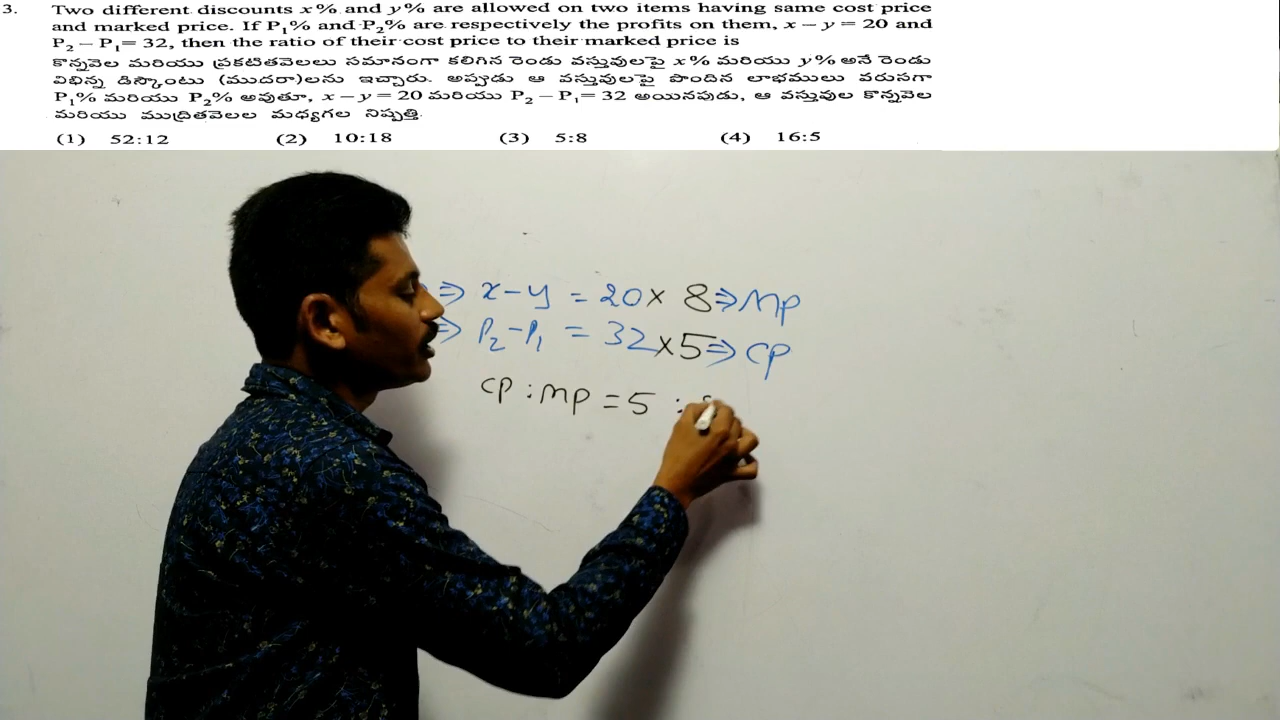 3. Two different discounts x% and y% are allowed on two items having same cost price
and marked price. If P₁% and P₂% are respectively the profits on them, x − y = 20 and
P₂ − P₁ = 32, then the ratio of their cost price to their marked price is
కొన్నవెల మరియు ప్రకటితవెలలు సమానంగా కలిగిన రెండు వస్తువులపై x% మరియు y% అనే రెండు
విభిన్న డిస్కౌంటు (ముదరా)లను ఇచ్చారు. అప్పుడు ఆ వస్తువులపై పొందిన లాభములు వరుసగా
P₁% మరియు P₂% అవుతూ, x − y = 20 మరియు P₂ − P₁ = 32 అయినపుడు, ఆ వస్తువుల కొన్నవెల
మరియు ముద్రితవెలల మధ్యగల నిష్పత్తి.
(1) 52:12 (2) 10:18 (3) 5:8 (4) 16:5
⇒ x − y = 20 × 8 ⇒ MP
⇒ P₂ − P₁ = 32 × 5 ⇒ CP
CP : MP = 5 :